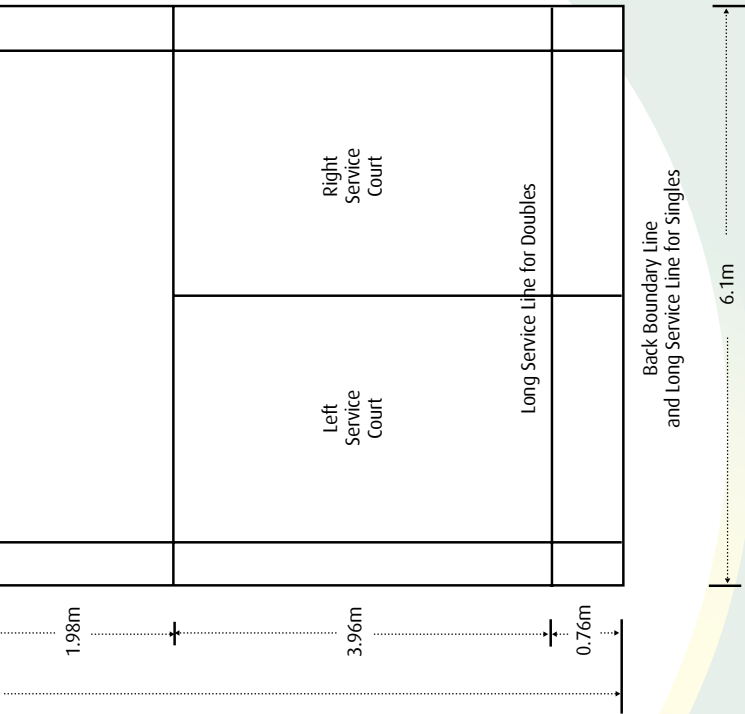 Right
Service
Court
Left
Service
Court
Long Service Line for Doubles
Back Boundary Line
and Long Service Line for Singles
6.1m
1.98m
3.96m
0.76m